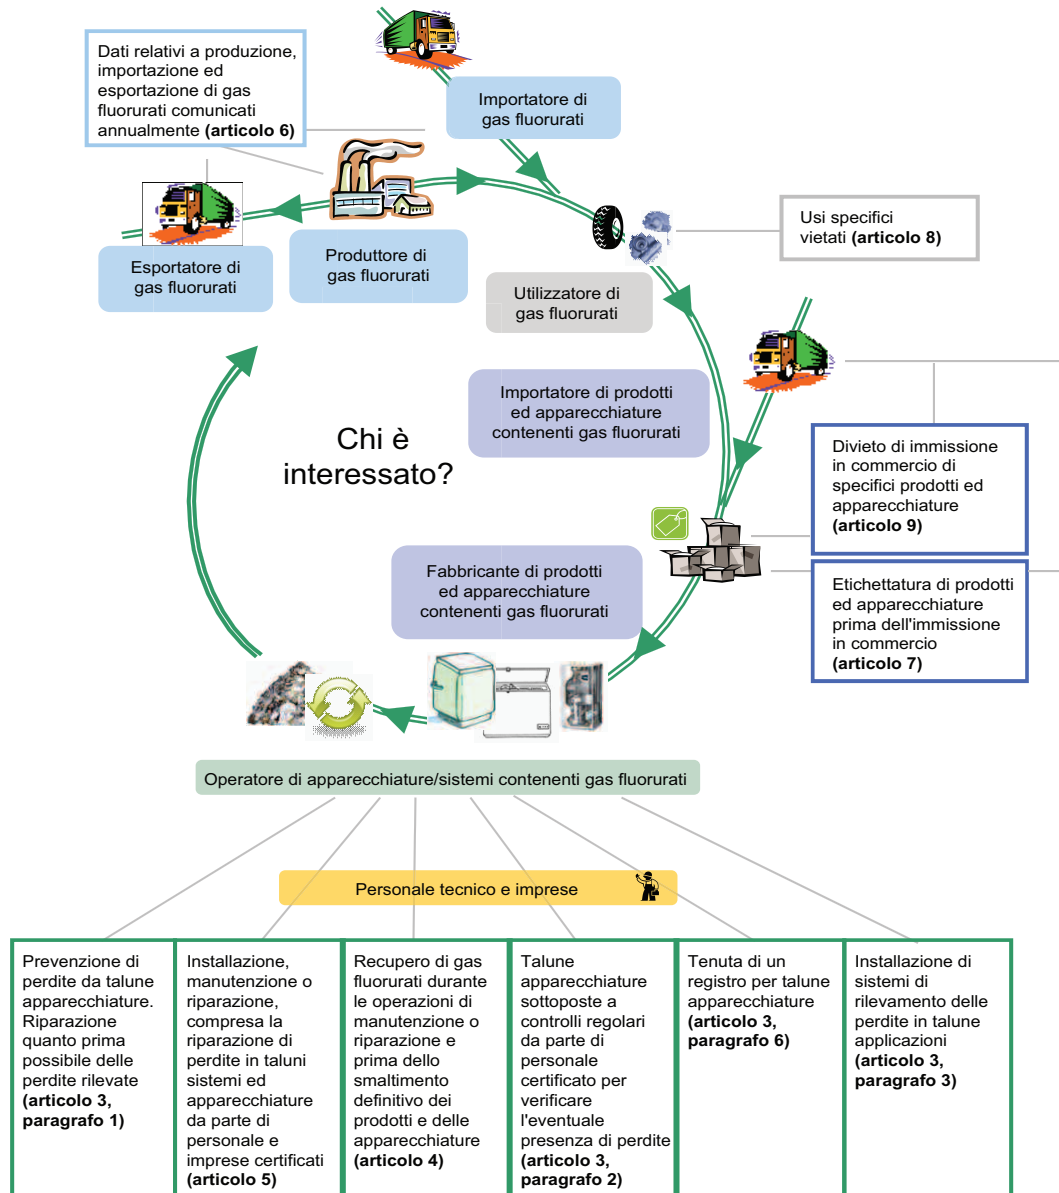 Dati relativi a produzione,
importazione ed
esportazione di gas
fluorurati comunicati
annualmente (articolo 6)
Importatore di
gas fluorurati
Esportatore di
gas fluorurati
Produttore di
gas fluorurati
Usi specifici
vietati (articolo 8)
Utilizzatore di
gas fluorurati
Importatore di prodotti
ed apparecchiature
contenenti gas fluorurati
Chi è
interessato?
Divieto di immissione
in commercio di
specifici prodotti ed
apparecchiature
(articolo 9)
Fabbricante di prodotti
ed apparecchiature
contenenti gas fluorurati
Etichettatura di prodotti
ed apparecchiature
prima dell'immissione
in commercio
(articolo 7)
Operatore di apparecchiature/sistemi contenenti gas fluorurati
Personale tecnico e imprese
Prevenzione di
perdite da talune
apparecchiature.
Riparazione
quanto prima
possibile delle
perdite rilevate
(articolo 3,
paragrafo 1)
Installazione,
manutenzione o
riparazione,
compresa la
riparazione di
perdite in taluni
sistemi ed
apparecchiature
da parte di
personale e
imprese certificati
(articolo 5)
Recupero di gas
fluorurati durante
le operazioni di
manutenzione o
riparazione e
prima dello
smaltimento
definitivo dei
prodotti e delle
apparecchiature
(articolo 4)
Talune
apparecchiature
sottoposte a
controlli regolari
da parte di
personale
certificato per
verificare
l'eventuale
presenza di perdite
(articolo 3,
paragrafo 2)
Tenuta di un
registro per talune
apparecchiature
(articolo 3,
paragrafo 6)
Installazione di
sistemi di
rilevamento delle
perdite in talune
applicazioni
(articolo 3,
paragrafo 3)